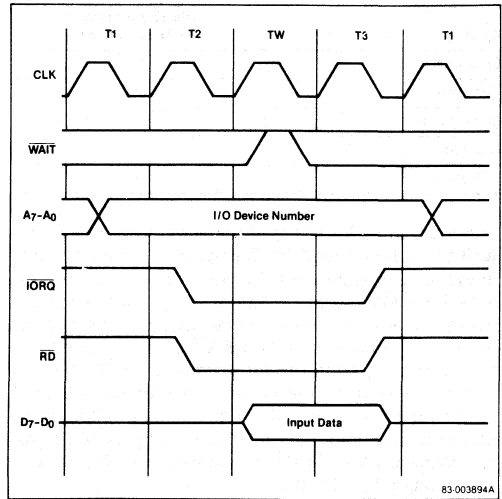 T1 T2 TW T3 T1
CLK
WAIT
A7-A0 I/O Device Number
IORQ
RD
D7-D0 Input Data
83-003894A